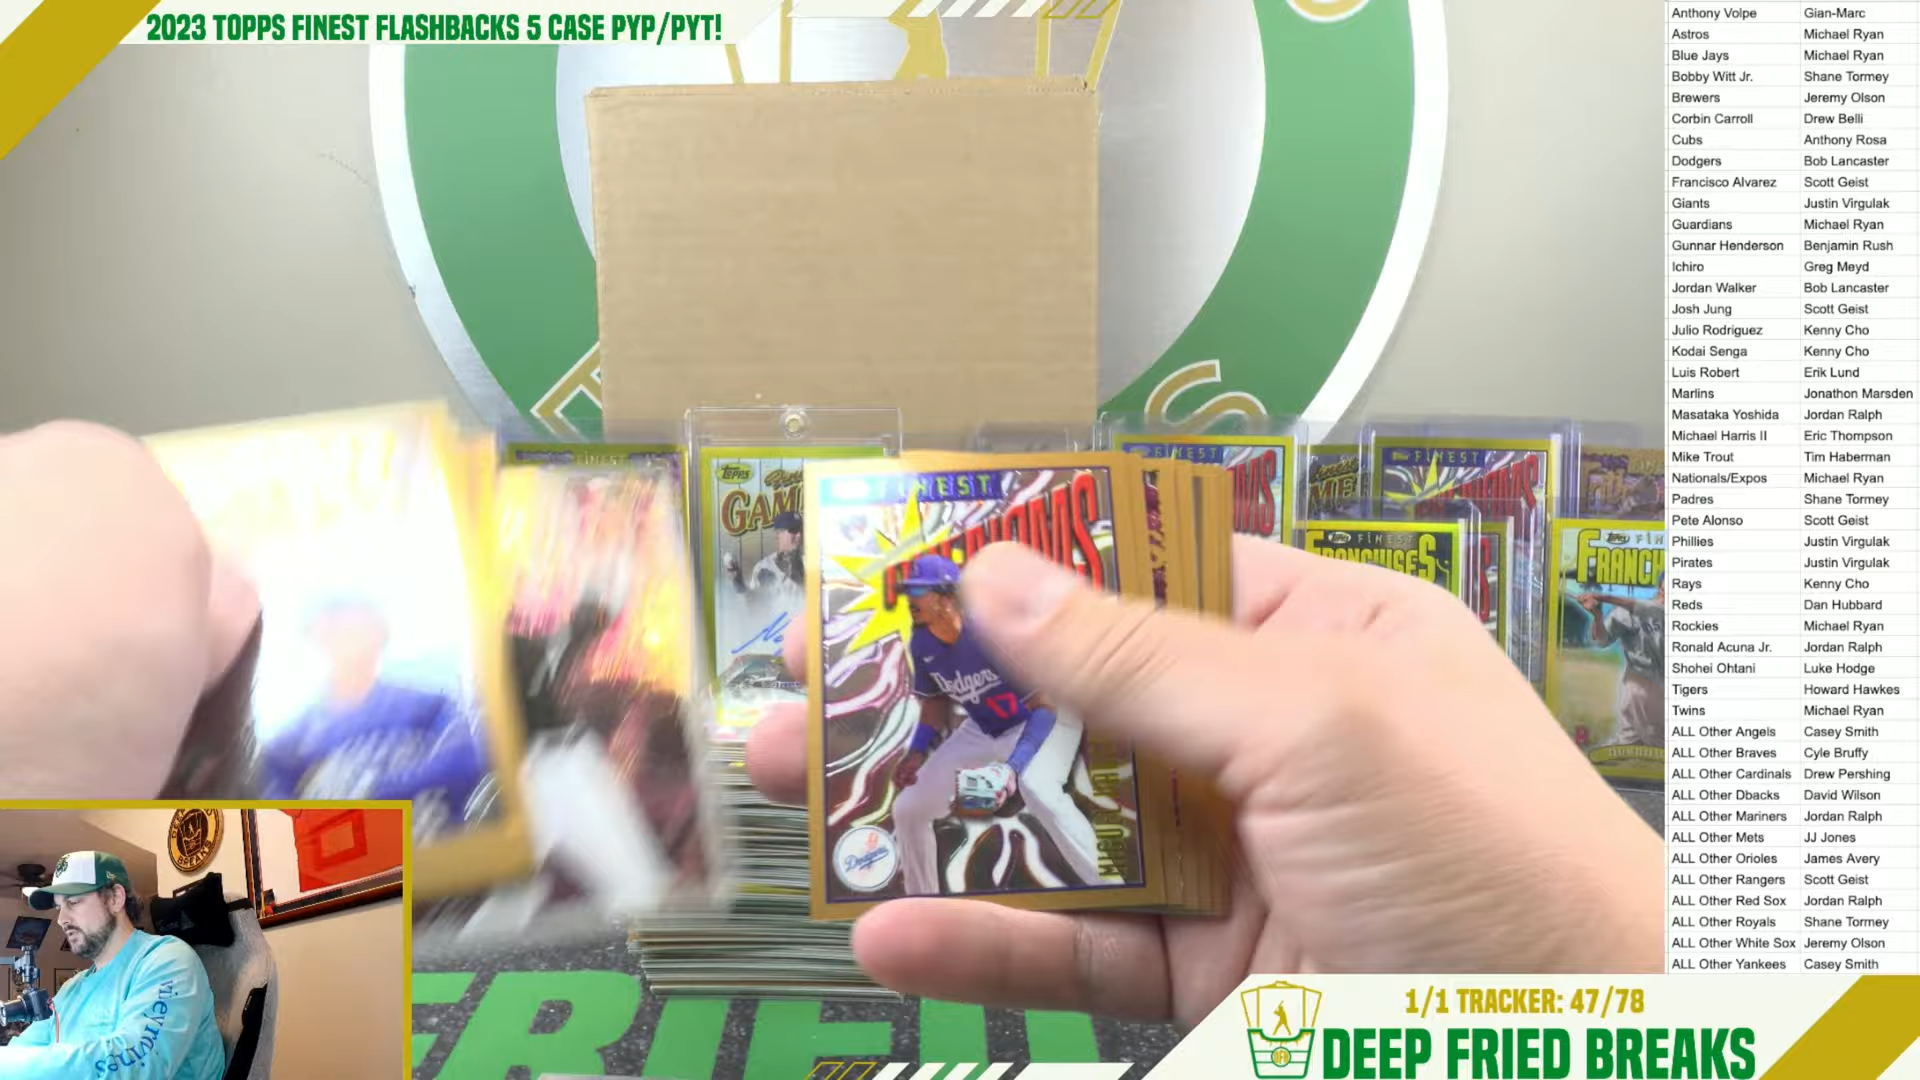 2023 TOPPS FINEST FLASHBACKS 5 CASE PYP/PYT!
Anthony Volpe Gian-Marc
Astros Michael Ryan
Blue Jays Michael Ryan
Bobby Witt Jr. Shane Tormey
Brewers Jeremy Olson
Corbin Carroll Drew Belli
Cubs Anthony Rosa
Dodgers Bob Lancaster
Francisco Alvarez Scott Geist
Giants Justin Virgulak
Guardians Michael Ryan
Gunnar Henderson Benjamin Rush
Ichiro Greg Meyd
Jordan Walker Bob Lancaster
Josh Jung Scott Geist
Julio Rodriguez Kenny Cho
Kodai Senga Kenny Cho
Luis Robert Erik Lund
Marlins Jonathon Marsden
Masataka Yoshida Jordan Ralph
Michael Harris II Eric Thompson
Mike Trout Tim Haberman
Nationals/Expos Michael Ryan
Padres Shane Tormey
Pete Alonso Scott Geist
Phillies Justin Virgulak
Pirates Justin Virgulak
Rays Kenny Cho
Reds Dan Hubbard
Rockies Michael Ryan
Ronald Acuna Jr. Jordan Ralph
Shohei Ohtani Luke Hodge
Tigers Howard Hawkes
Twins Michael Ryan
ALL Other Angels Casey Smith
ALL Other Braves Cyle Bruffy
ALL Other Cardinals Drew Pershing
ALL Other Dbacks David Wilson
ALL Other Mariners Jordan Ralph
ALL Other Mets JJ Jones
ALL Other Orioles James Avery
ALL Other Rangers Scott Geist
ALL Other Red Sox Jordan Ralph
ALL Other Royals Shane Tormey
ALL Other White Sox Jeremy Olson
ALL Other Yankees Casey Smith
FINEST
Topps
FINEST
Dodgers
17
Dodgers
FINEST
FINEST
FINEST
FRANCHISES
FRIED
1/1 TRACKER: 47/78
DEEP FRIED BREAKS